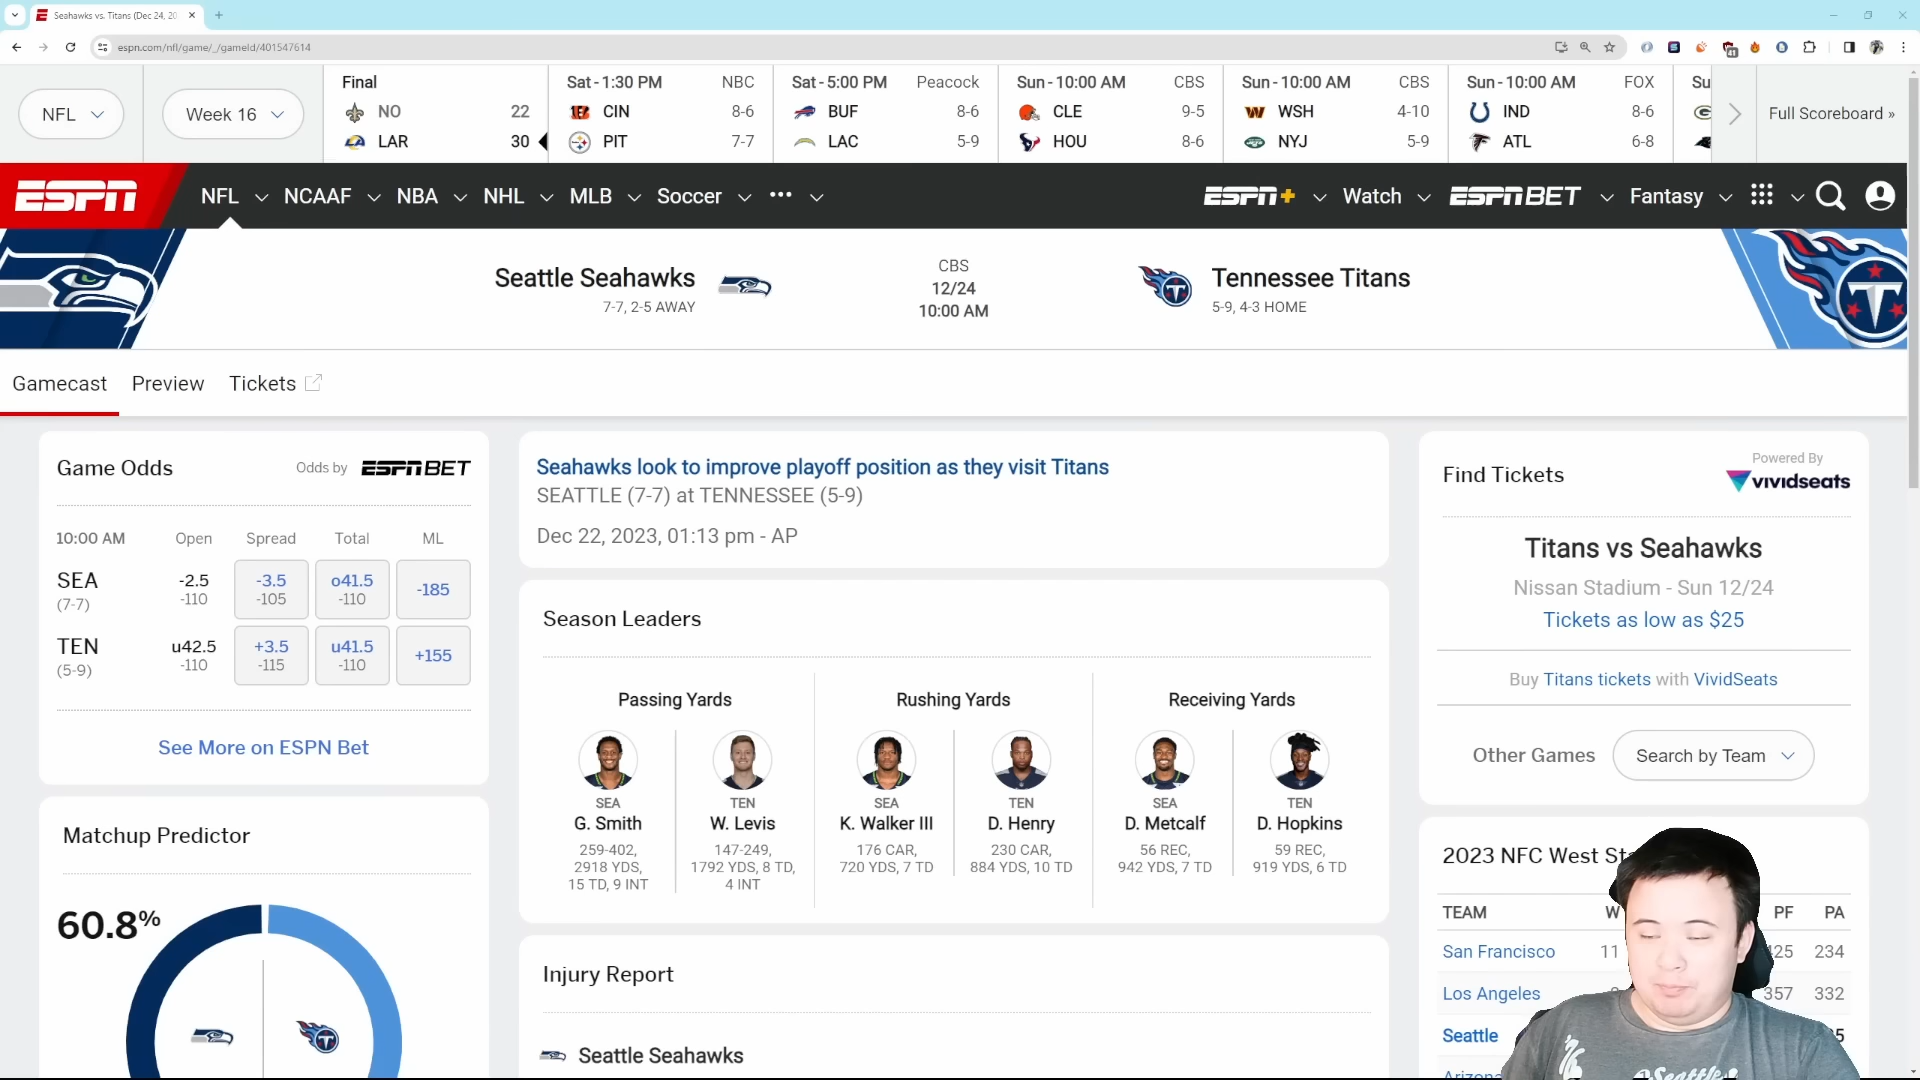 Seahawks vs. Titans (Dec 24, 20
espn.com/nfl/game/_/gameId/401547614
NFL
Week 16
Final
NO 22
LAR 30
Sat - 1:30 PM NBC
CIN 8-6
PIT 7-7
Sat - 5:00 PM Peacock
BUF 8-6
LAC 5-9
Sun - 10:00 AM CBS
CLE 9-5
HOU 8-6
Sun - 10:00 AM CBS
WSH 4-10
NYJ 5-9
Sun - 10:00 AM FOX
IND 8-6
ATL 6-8
Su
Full Scoreboard »
ESPN NFL NCAAF NBA NHL MLB Soccer ••• ESPN+ Watch ESPN BET Fantasy
Seattle Seahawks
7-7, 2-5 AWAY
CBS
12/24
10:00 AM
Tennessee Titans
5-9, 4-3 HOME
Gamecast Preview Tickets
Game Odds Odds by ESPN BET
10:00 AM Open Spread Total ML
SEA -2.5 -3.5 o41.5 -185
(7-7) -110 -105 -110
TEN u42.5 +3.5 u41.5 +155
(5-9) -110 -115 -110
See More on ESPN Bet
Matchup Predictor
60.8%
Seahawks look to improve playoff position as they visit Titans
SEATTLE (7-7) at TENNESSEE (5-9)
Dec 22, 2023, 01:13 pm - AP
Season Leaders
Passing Yards Rushing Yards Receiving Yards
SEA TEN SEA TEN SEA TEN
G. Smith W. Levis K. Walker III D. Henry D. Metcalf D. Hopkins
259-402, 147-249, 176 CAR, 230 CAR, 56 REC, 59 REC,
2918 YDS, 1792 YDS, 8 TD, 720 YDS, 7 TD 884 YDS, 10 TD 942 YDS, 7 TD 919 YDS, 6 TD
15 TD, 9 INT 4 INT
Injury Report
Seattle Seahawks
Find Tickets
Powered By
vividseats
Titans vs Seahawks
Nissan Stadium - Sun 12/24
Tickets as low as $25
Buy Titans tickets with VividSeats
Other Games Search by Team
2023 NFC West St
TEAM W PF PA
San Francisco 11 25 234
Los Angeles 357 332
Seattle 5
Arizona